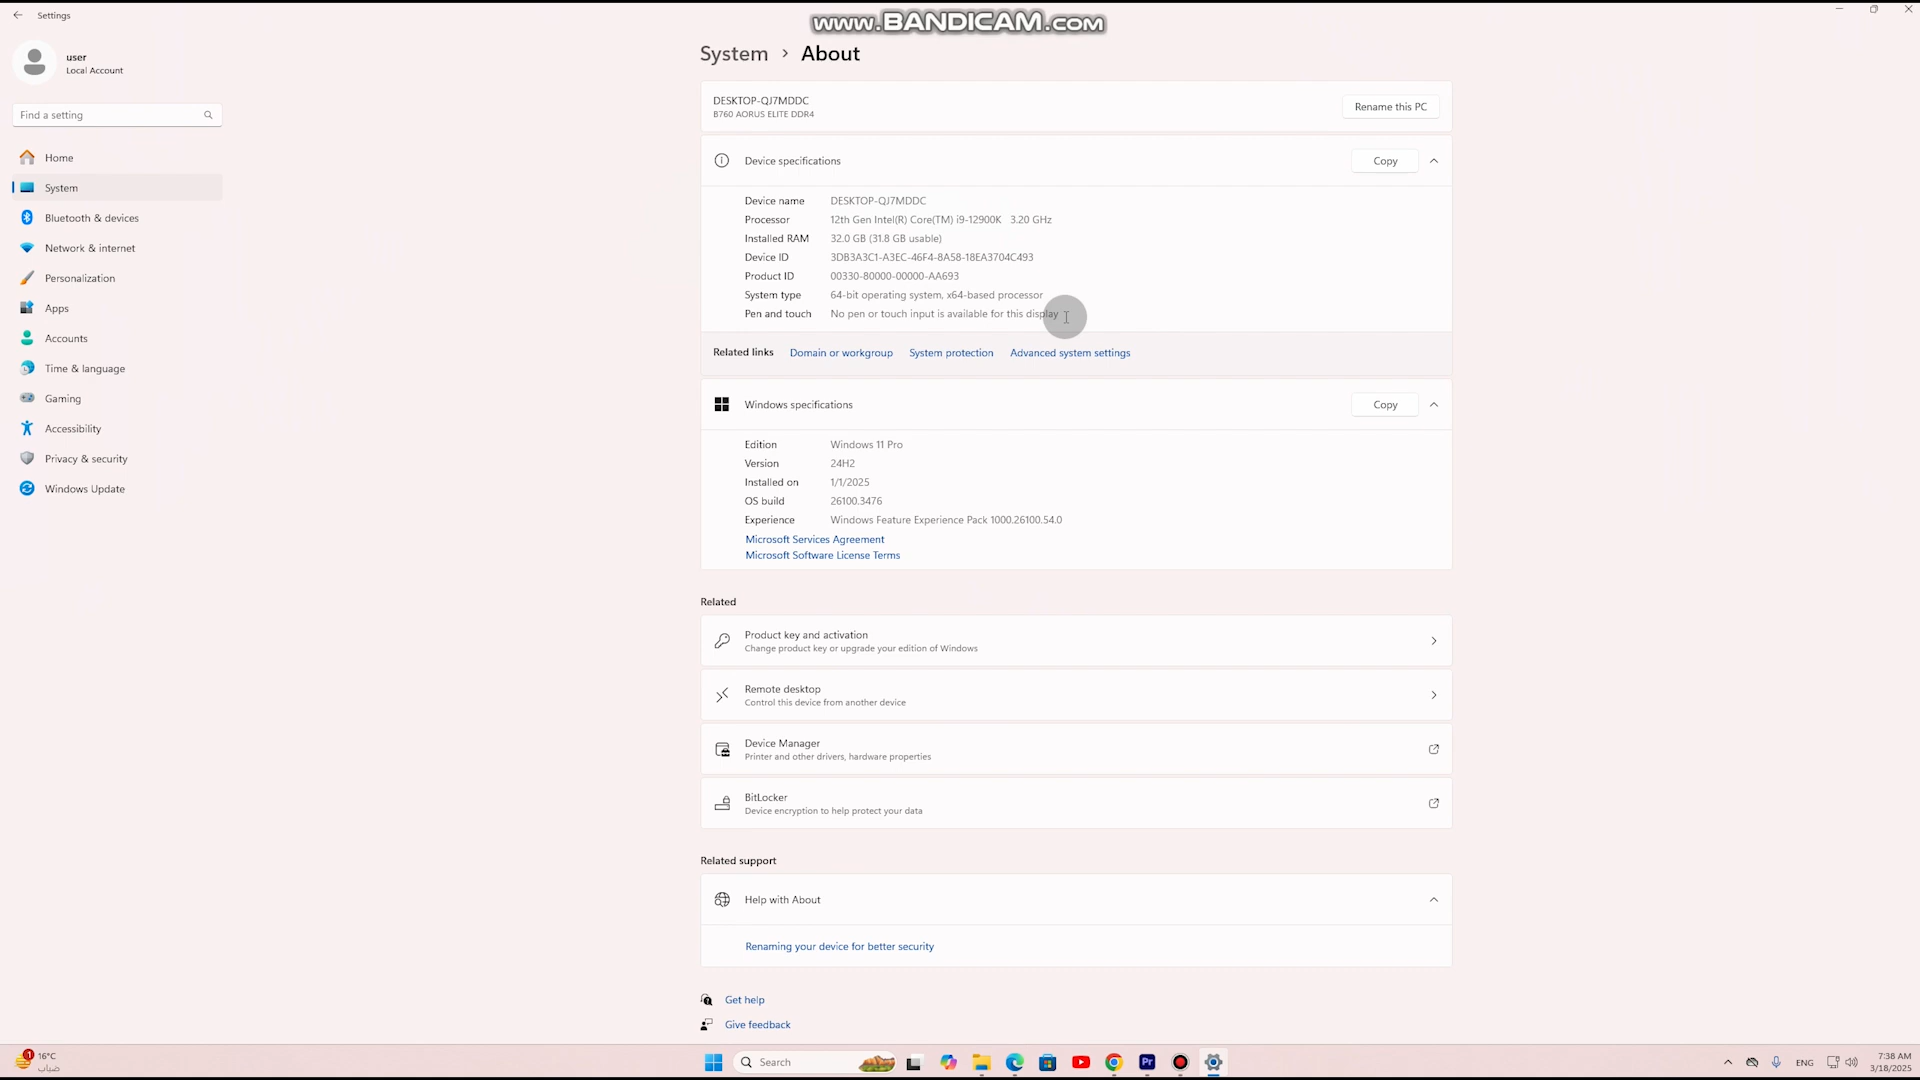 Settings
www.BANDICAM.com
user
Local Account
Find a setting
Home
System
Bluetooth & devices
Network & internet
Personalization
Apps
Accounts
Time & language
Gaming
Accessibility
Privacy & security
Windows Update
System > About
DESKTOP-QJ7MDDC
B760 AORUS ELITE DDR4
Rename this PC
Device specifications
Copy
Device name DESKTOP-QJ7MDDC
Processor 12th Gen Intel(R) Core(TM) i9-12900K 3.20 GHz
Installed RAM 32.0 GB (31.8 GB usable)
Device ID 3DB3A3C1-A3EC-46F4-8A58-18EA3704C493
Product ID 00330-80000-00000-AA693
System type 64-bit operating system, x64-based processor
Pen and touch No pen or touch input is available for this display
Related links Domain or workgroup System protection Advanced system settings
Windows specifications
Copy
Edition Windows 11 Pro
Version 24H2
Installed on 1/1/2025
OS build 26100.3476
Experience Windows Feature Experience Pack 1000.26100.54.0
Microsoft Services Agreement
Microsoft Software License Terms
Related
Product key and activation
Change product key or upgrade your edition of Windows
Remote desktop
Control this device from another device
Device Manager
Printer and other drivers, hardware properties
BitLocker
Device encryption to help protect your data
Related support
Help with About
Renaming your device for better security
Get help
Give feedback
1
16°C
ضباب
Search
Pr
ENG
7:38 AM
3/18/2025